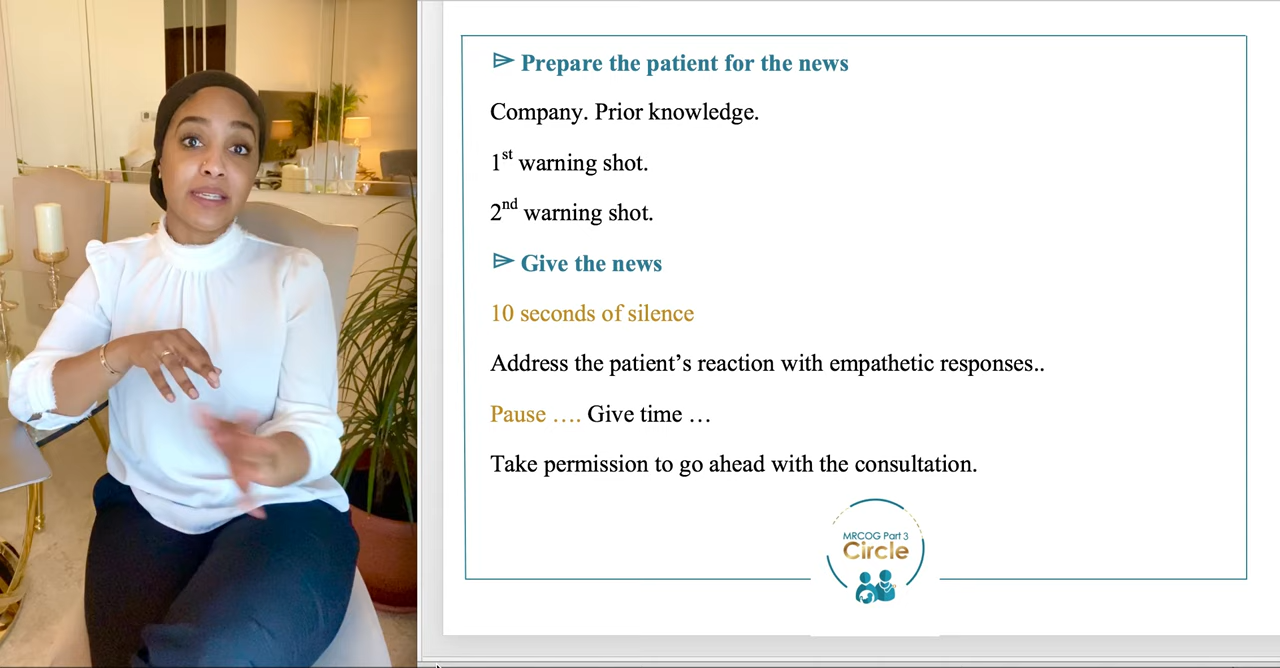 Prepare the patient for the news
Company. Prior knowledge.
1st warning shot.
2nd warning shot.
Give the news
10 seconds of silence
Address the patient’s reaction with empathetic responses..
Pause …. Give time …
Take permission to go ahead with the consultation.
MRCOG Part 3
Circle